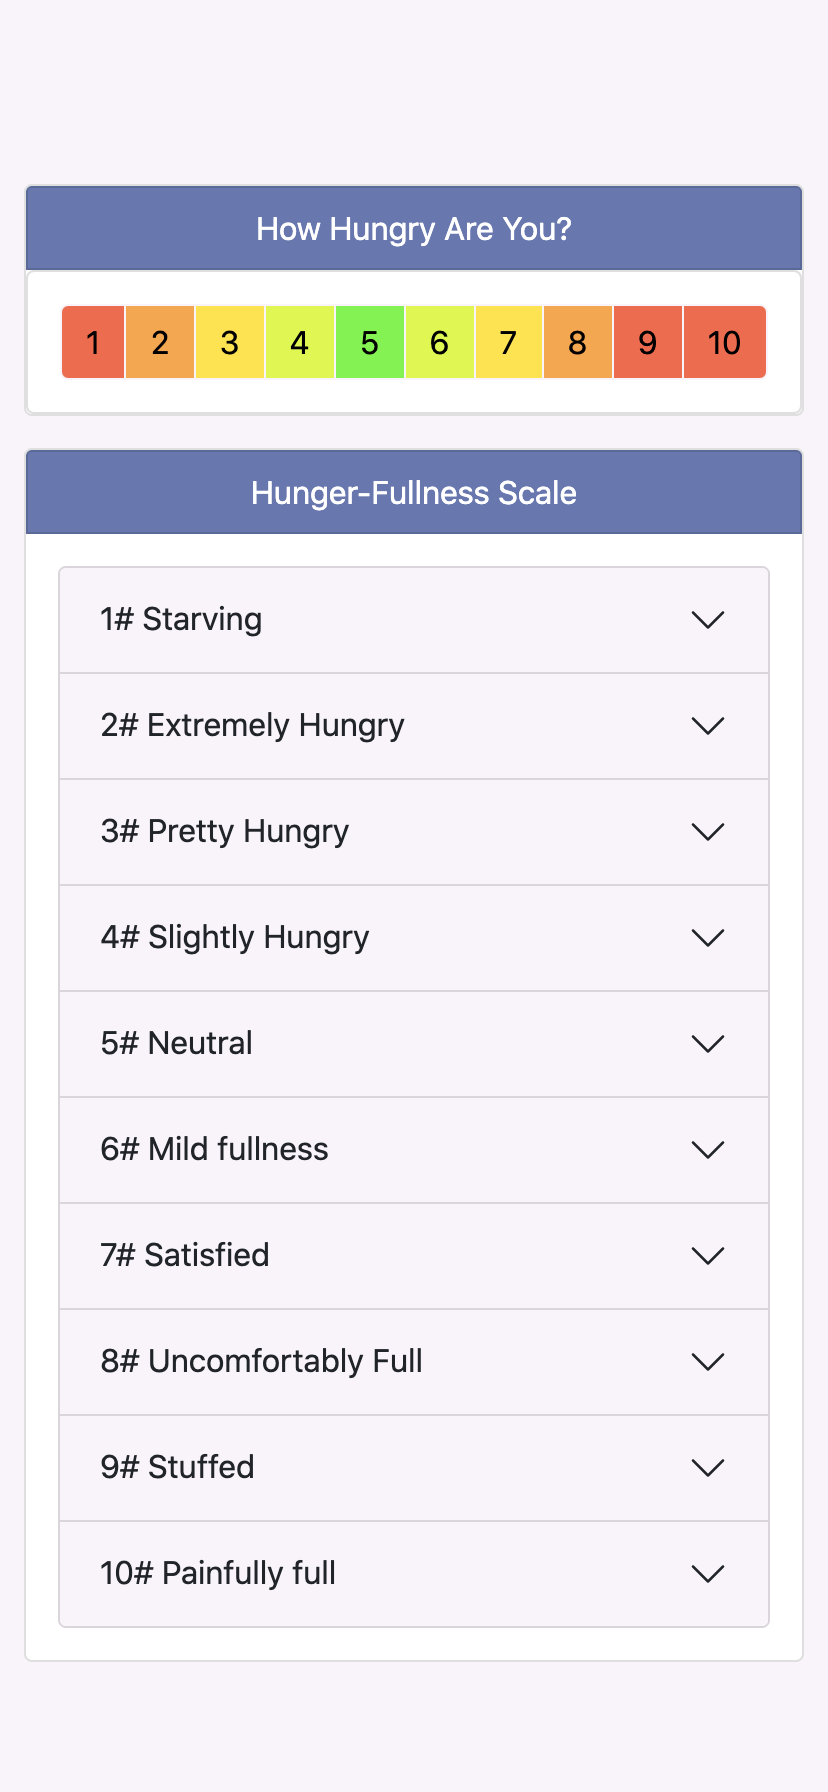 How Hungry Are You?
1 2 3 4 5 6 7 8 9 10
Hunger-Fullness Scale
1# Starving
2# Extremely Hungry
3# Pretty Hungry
4# Slightly Hungry
5# Neutral
6# Mild fullness
7# Satisfied
8# Uncomfortably Full
9# Stuffed
10# Painfully full